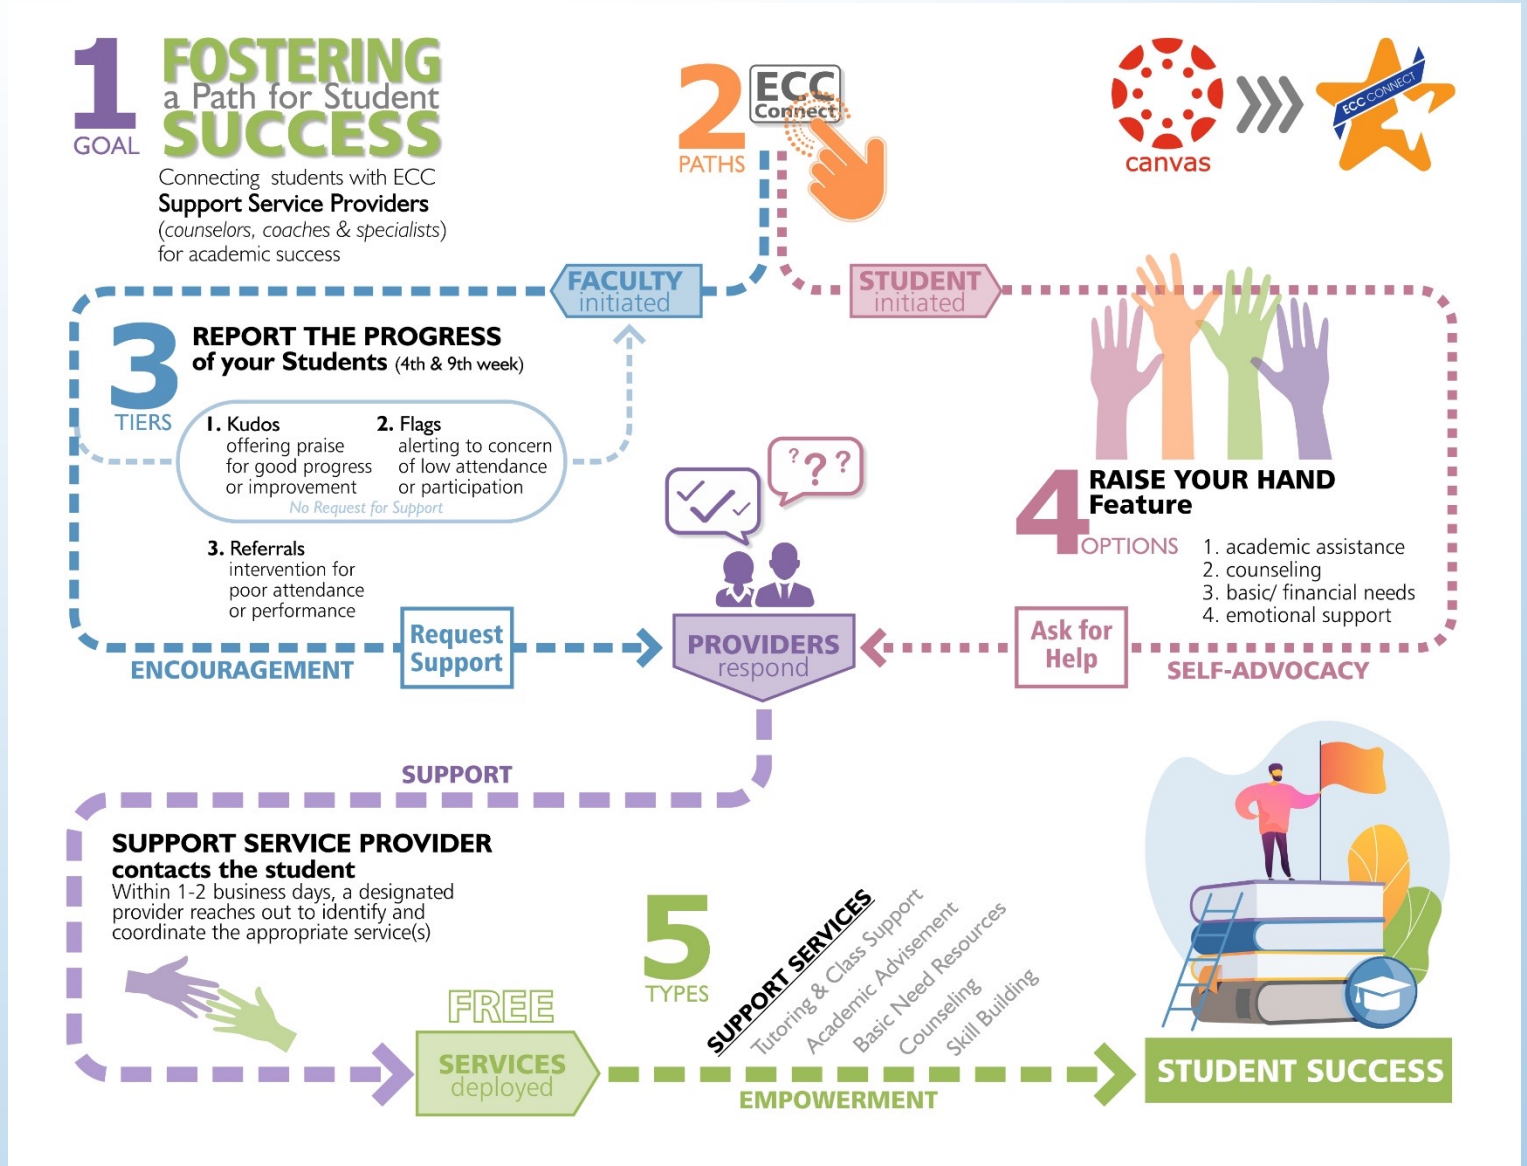 1
GOAL
FOSTERING
a Path for Student
SUCCESS
Connecting students with ECC
Support Service Providers
(counselors, coaches & specialists)
for academic success
2
PATHS
ECC
Connect
canvas
ECC CONNECT
FACULTY
initiated
STUDENT
initiated
3
TIERS
REPORT THE PROGRESS
of your Students (4th & 9th week)
1. Kudos
offering praise
for good progress
or improvement
2. Flags
alerting to concern
of low attendance
or participation
No Request for Support
3. Referrals
intervention for
poor attendance
or performance
Request
Support
ENCOURAGEMENT
? ? ?
PROVIDERS
respond
4
OPTIONS
RAISE YOUR HAND
Feature
1. academic assistance
2. counseling
3. basic/ financial needs
4. emotional support
Ask for
Help
SELF-ADVOCACY
SUPPORT
SUPPORT SERVICE PROVIDER
contacts the student
Within 1-2 business days, a designated
provider reaches out to identify and
coordinate the appropriate service(s)
FREE
SERVICES
deployed
5
TYPES
SUPPORT SERVICES
Tutoring & Class Support
Academic Advisement
Basic Need Resources
Counseling
Skill Building
EMPOWERMENT
STUDENT SUCCESS